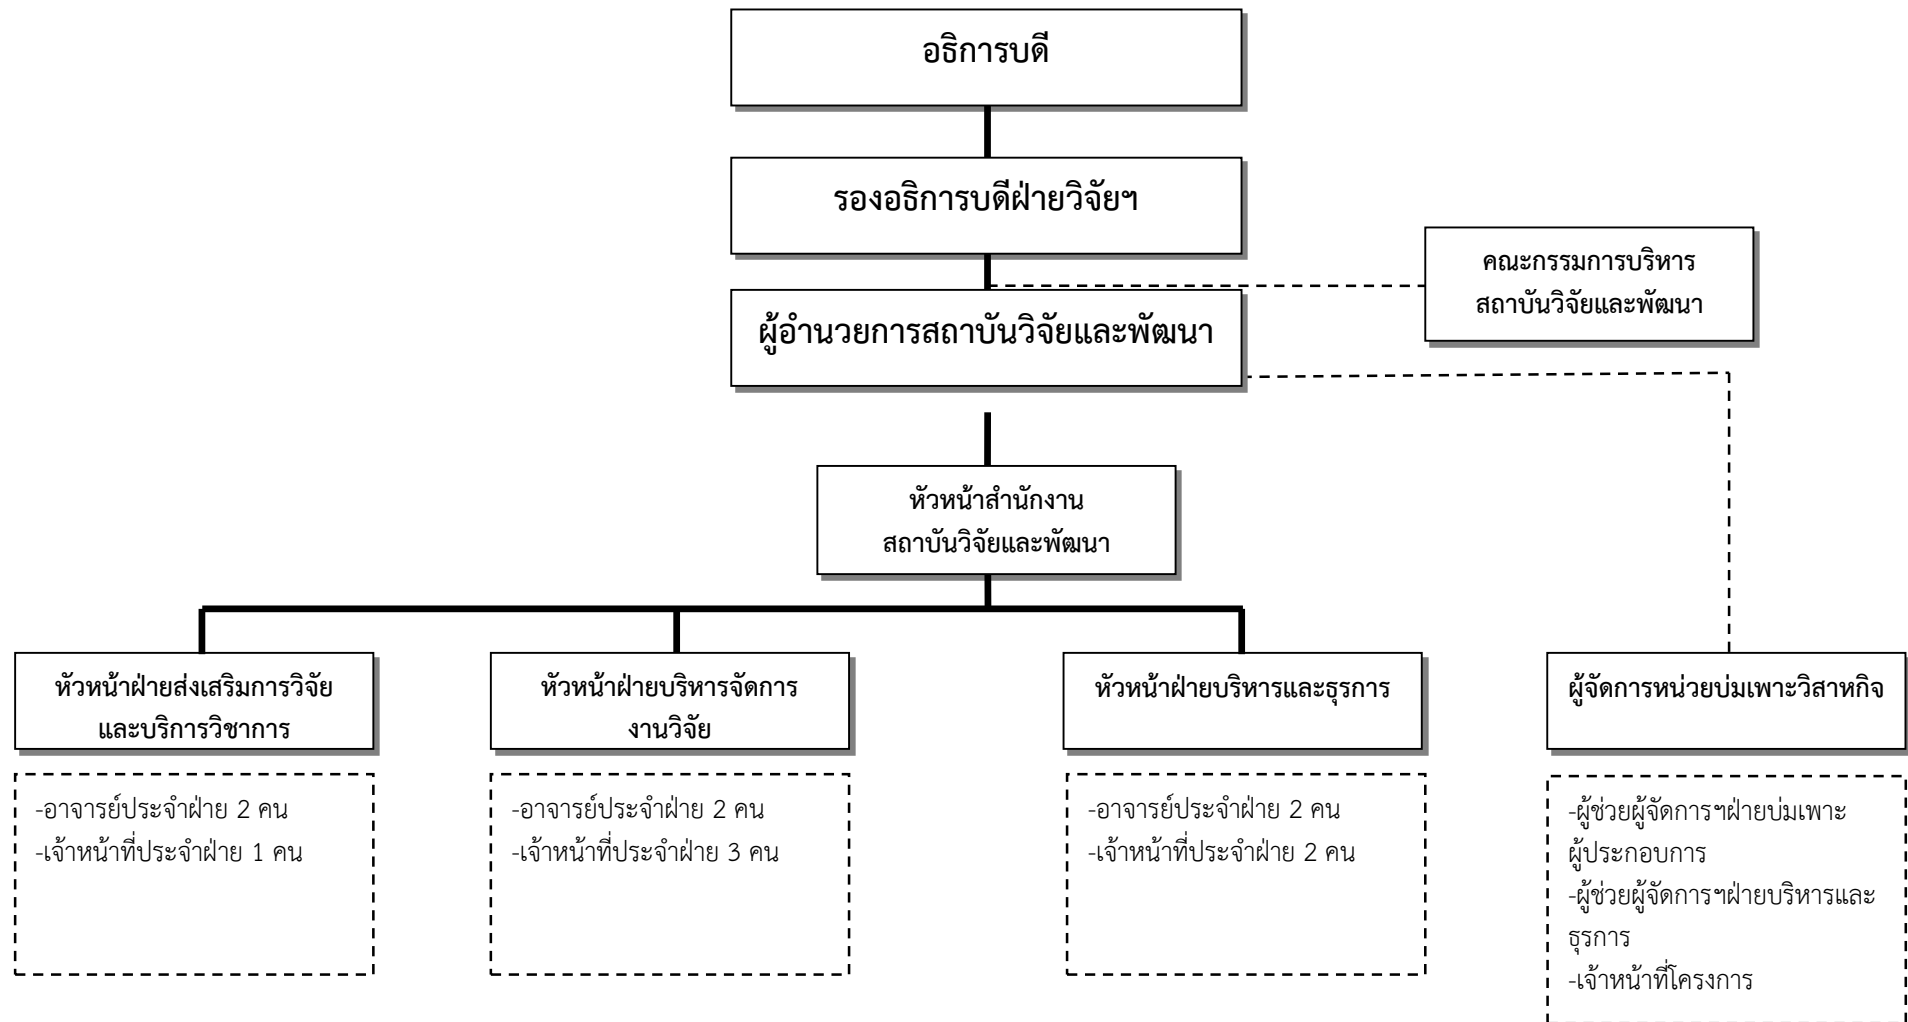 อธิการบดี
รองอธิการบดีฝ่ายวิจัยฯ
คณะกรรมการบริหาร
สถาบันวิจัยและพัฒนา
ผู้อำนวยการสถาบันวิจัยและพัฒนา
หัวหน้าสำนักงาน
สถาบันวิจัยและพัฒนา
หัวหน้าฝ่ายส่งเสริมการวิจัย
และบริการวิชาการ
หัวหน้าฝ่ายบริหารจัดการ
งานวิจัย
หัวหน้าฝ่ายบริหารและธุรการ
ผู้จัดการหน่วยบ่มเพาะวิสาหกิจ
-อาจารย์ประจำฝ่าย 2 คน
-เจ้าหน้าที่ประจำฝ่าย 1 คน
-อาจารย์ประจำฝ่าย 2 คน
-เจ้าหน้าที่ประจำฝ่าย 3 คน
-อาจารย์ประจำฝ่าย 2 คน
-เจ้าหน้าที่ประจำฝ่าย 2 คน
-ผู้ช่วยผู้จัดการฯฝ่ายบ่มเพาะ
ผู้ประกอบการ
-ผู้ช่วยผู้จัดการฯฝ่ายบริหารและ
ธุรการ
-เจ้าหน้าที่โครงการ